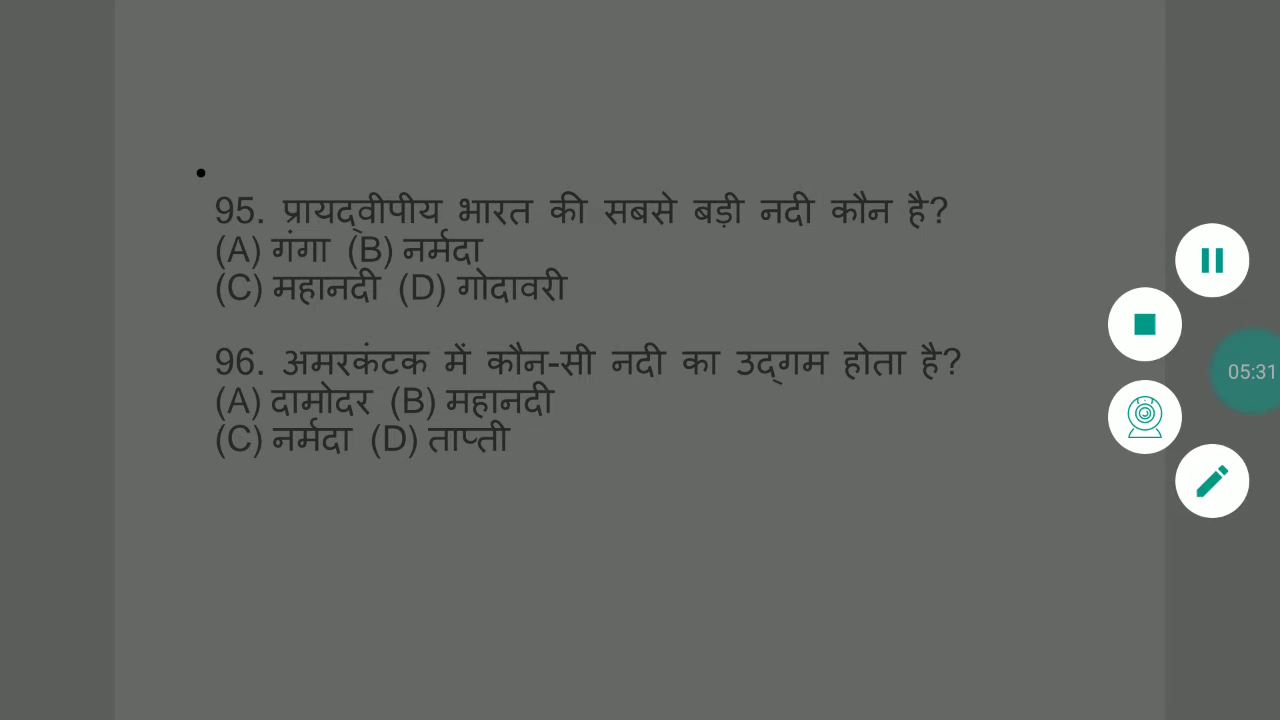 •
95. प्रायद्वीपीय भारत की सबसे बड़ी नदी कौन है?
(A) गंगा (B) नर्मदा
(C) महानदी (D) गोदावरी
96. अमरकंटक में कौन-सी नदी का उद्गम होता है?
(A) दामोदर (B) महानदी
(C) नर्मदा (D) ताप्ती
05:31